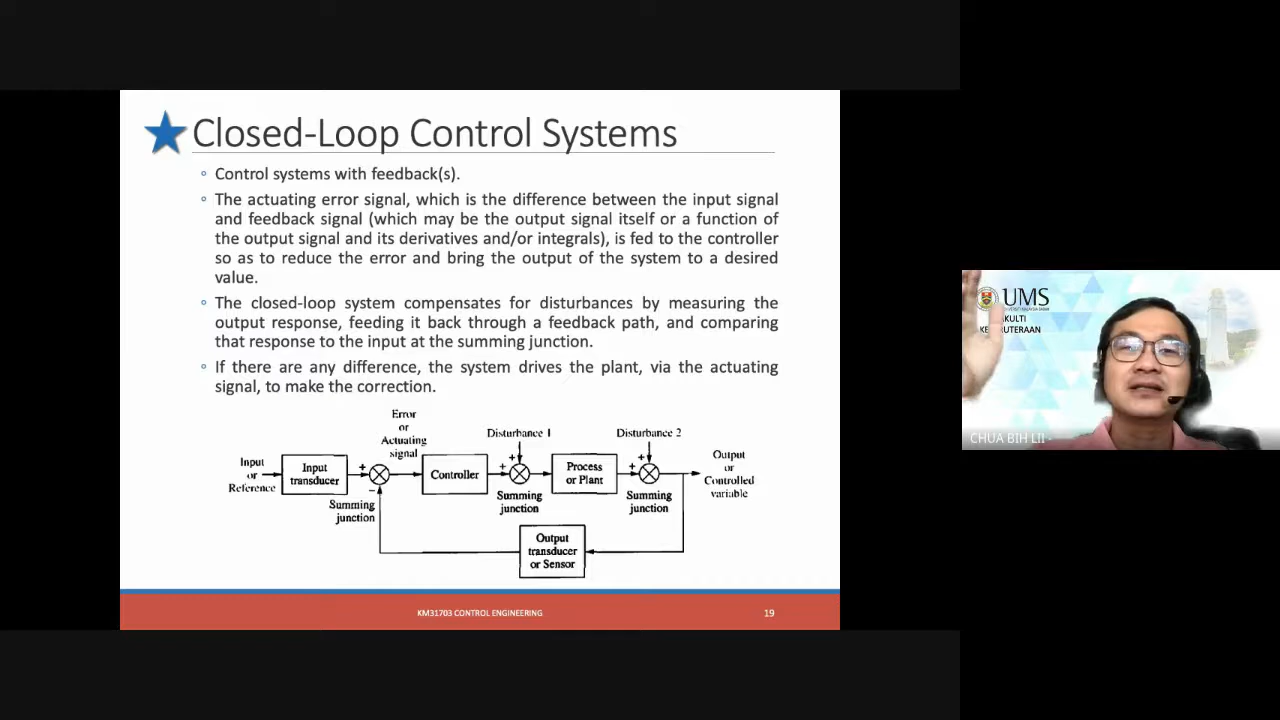 Closed-Loop Control Systems
◦ Control systems with feedback(s).
◦ The actuating error signal, which is the difference between the input signal
and feedback signal (which may be the output signal itself or a function of
the output signal and its derivatives and/or integrals), is fed to the controller
so as to reduce the error and bring the output of the system to a desired
value.
◦ The closed-loop system compensates for disturbances by measuring the
output response, feeding it back through a feedback path, and comparing
that response to the input at the summing junction.
◦ If there are any difference, the system drives the plant, via the actuating
signal, to make the correction.
Error
or
Actuating
signal
Disturbance 1
Disturbance 2
Input
or
Reference
Input
transducer
+
−
Summing
junction
Controller
+
+
Summing
junction
Process
or Plant
+
+
Summing
junction
Output
or
Controlled
variable
Output
transducer
or Sensor
KM31703 CONTROL ENGINEERING
19
UMS
CHUA BIH LII -